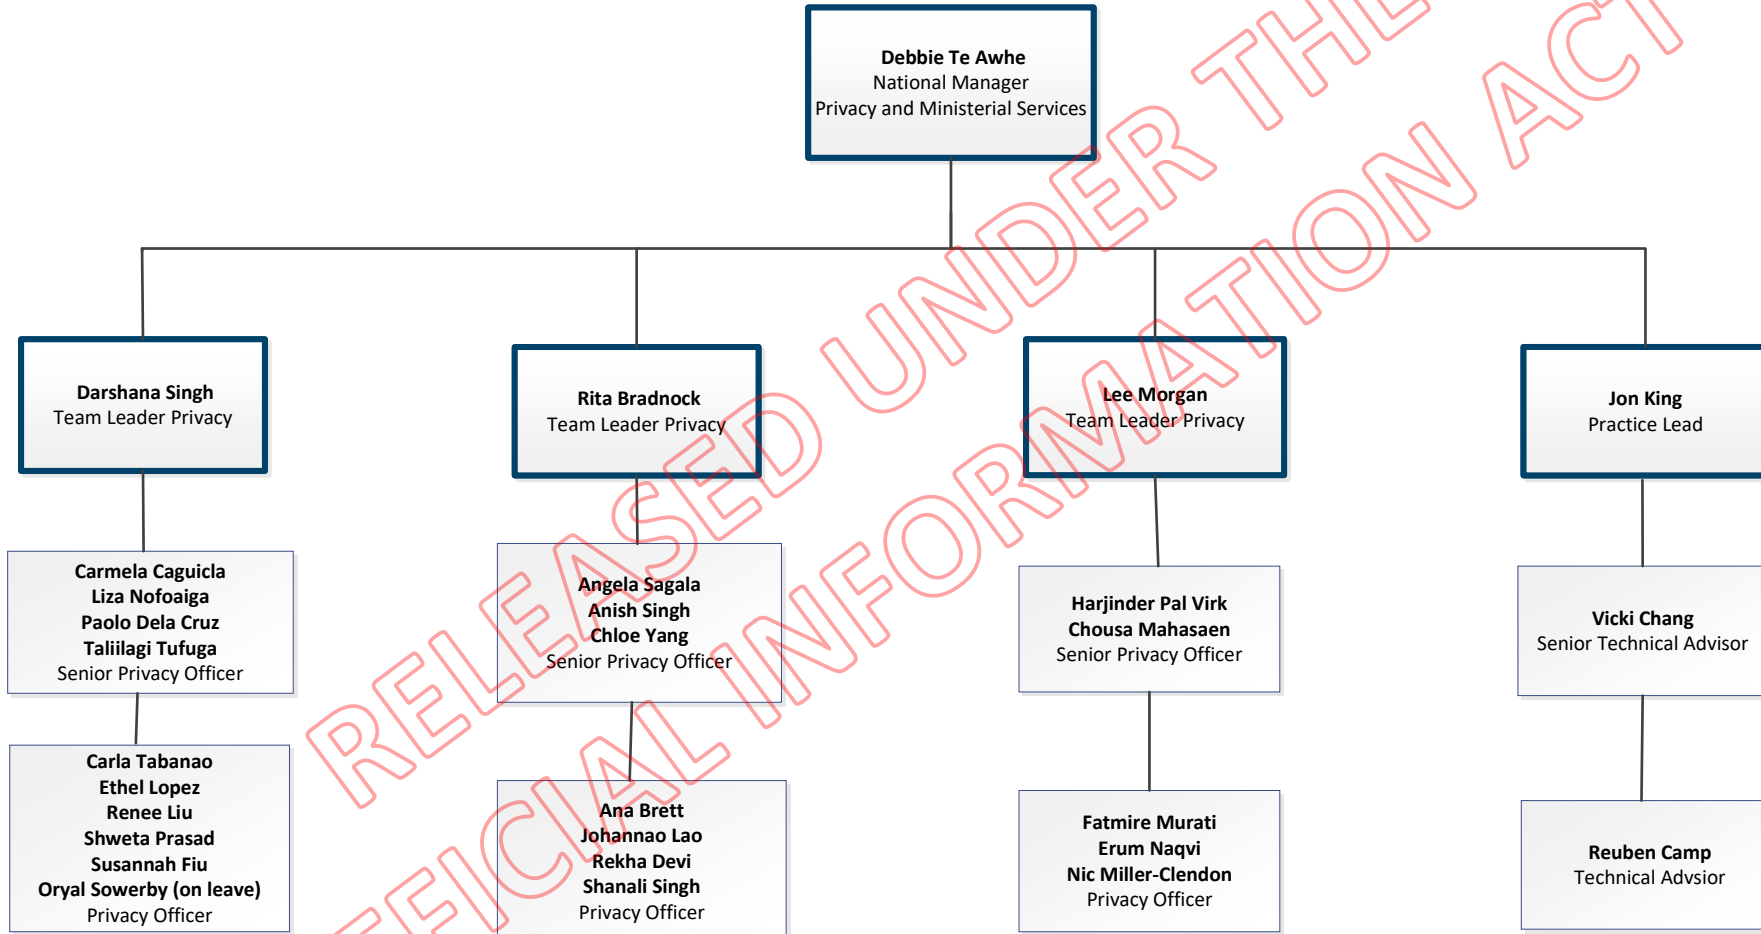 Debbie Te Awhe
National Manager
Privacy and Ministerial Services
Darshana Singh
Team Leader Privacy
Rita Bradnock
Team Leader Privacy
Lee Morgan
Team Leader Privacy
Jon King
Practice Lead
Carmela Caguicla
Liza Nofoaiga
Paolo Dela Cruz
Taliilagi Tufuga
Senior Privacy Officer
Angela Sagala
Anish Singh
Chloe Yang
Senior Privacy Officer
Harjinder Pal Virk
Chousa Mahasaen
Senior Privacy Officer
Vicki Chang
Senior Technical Advisor
Carla Tabanao
Ethel Lopez
Renee Liu
Shweta Prasad
Susannah Fiu
Oryal Sowerby (on leave)
Privacy Officer
Ana Brett
Johannao Lao
Rekha Devi
Shanali Singh
Privacy Officer
Fatmire Murati
Erum Naqvi
Nic Miller-Clendon
Privacy Officer
Reuben Camp
Technical Advsior
RELEASED UNDER THE
INFORMATION ACT